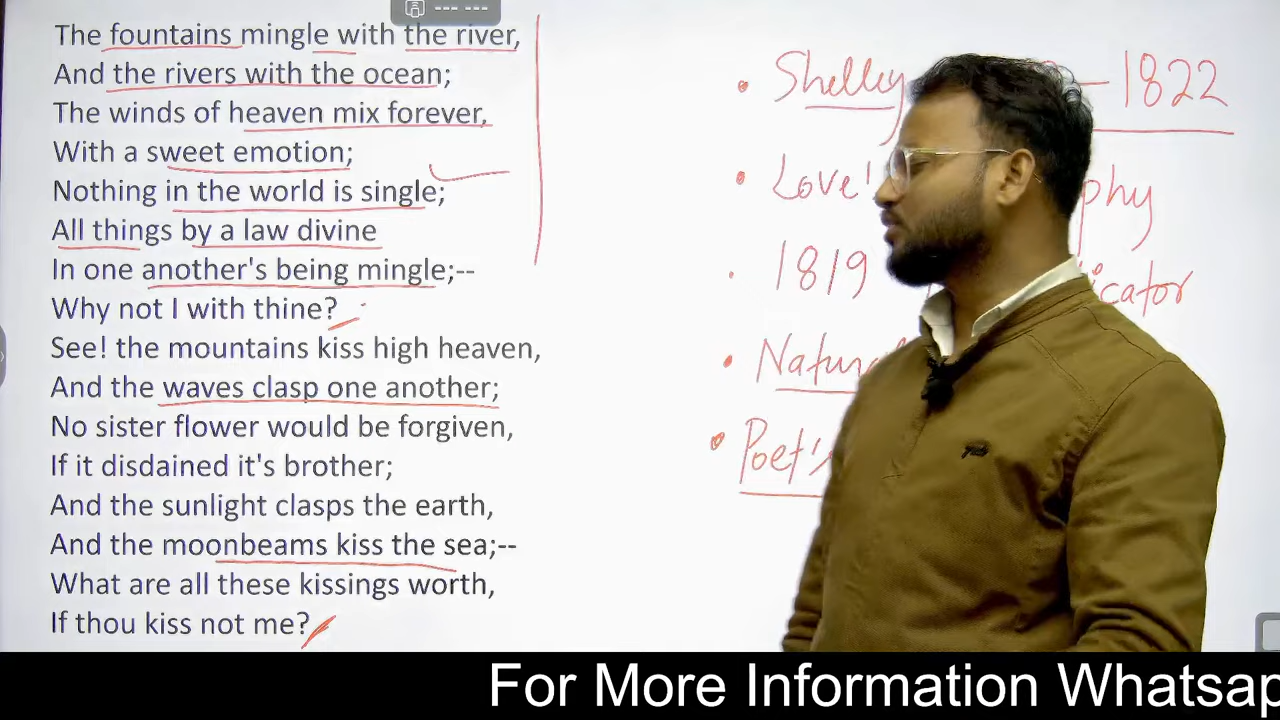 The fountains mingle with the river,
And the rivers with the ocean;
The winds of heaven mix forever,
With a sweet emotion;
Nothing in the world is single;
All things by a law divine
In one another's being mingle;--
Why not I with thine?
See! the mountains kiss high heaven,
And the waves clasp one another;
No sister flower would be forgiven,
If it disdained it's brother;
And the sunlight clasps the earth,
And the moonbeams kiss the sea;--
What are all these kissings worth,
If thou kiss not me?
Shelley – 1822
Love'
phy
1819
icator
Natur
Poet's
For More Information Whatsap